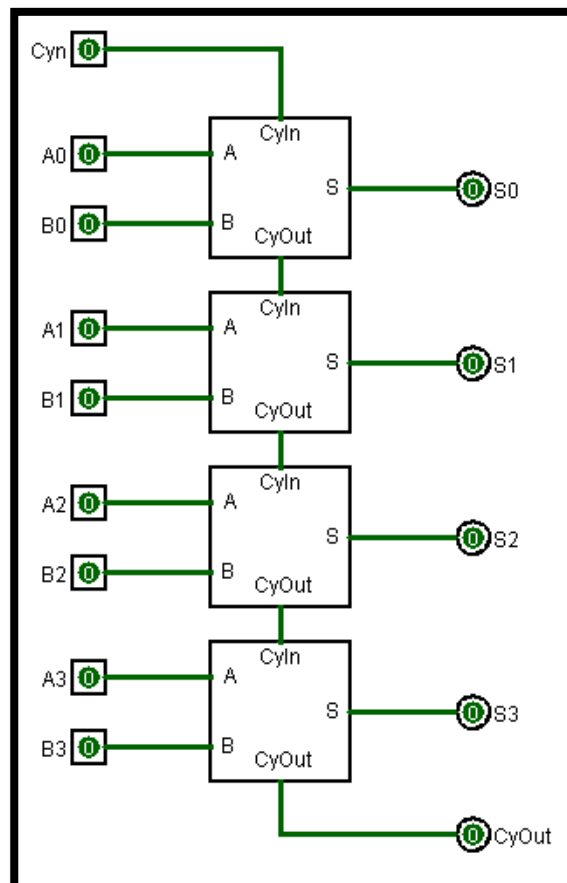 Cyn 0
CyIn
A0 0 A
S 0 S0
B0 0 B
CyOut
CyIn
A1 0 A
S 0 S1
B1 0 B
CyOut
CyIn
A2 0 A
S 0 S2
B2 0 B
CyOut
CyIn
A3 0 A
S 0 S3
B3 0 B
CyOut
0 CyOut